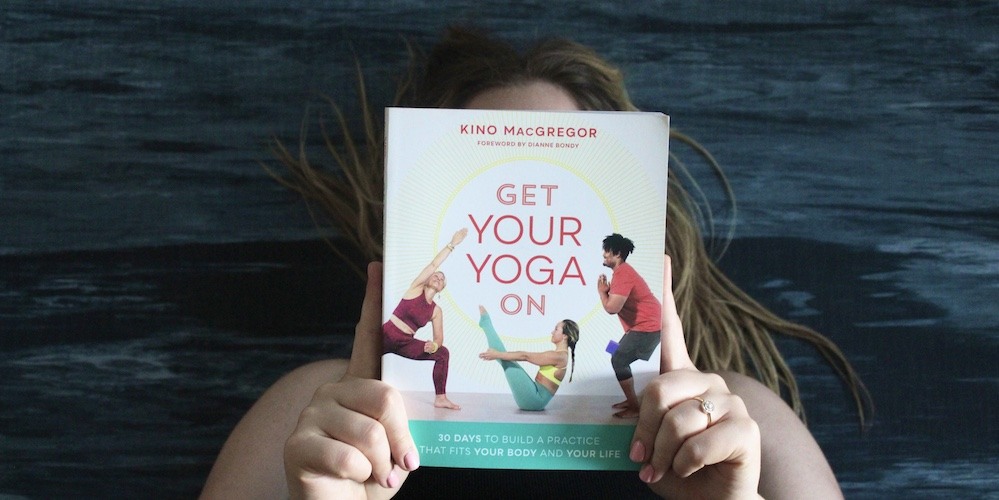 KINO MACGREGOR
FOREWORD BY DIANNE BONDY
GET
YOUR
YOGA
ON
30 DAYS TO BUILD A PRACTICE
THAT FITS YOUR BODY AND YOUR LIFE